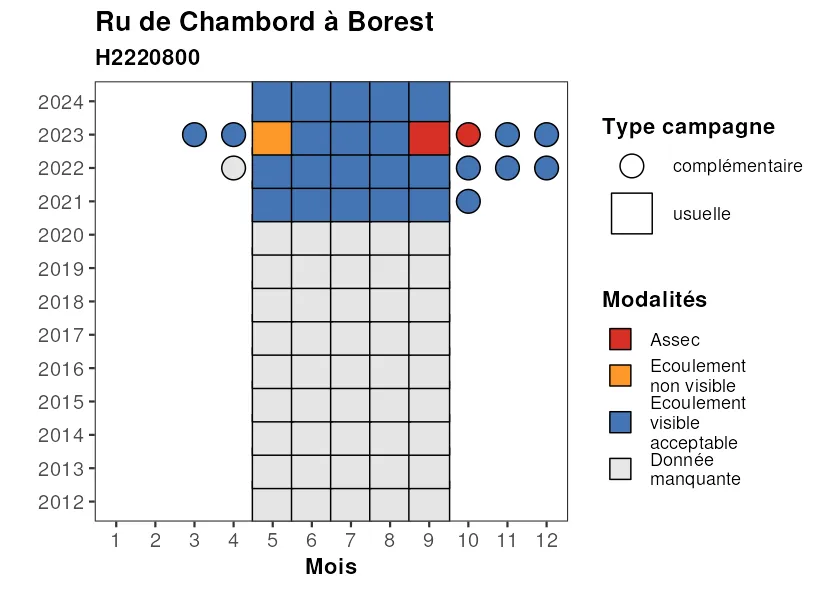 Ru de Chambord à Borest
H2220800
2024
2023
2022
2021
2020
2019
2018
2017
2016
2015
2014
2013
2012
1 2 3 4 5 6 7 8 9 10 11 12
Mois
Type campagne
complémentaire
usuelle
Modalités
Assec
Ecoulement
non visible
Ecoulement
visible
acceptable
Donnée
manquante